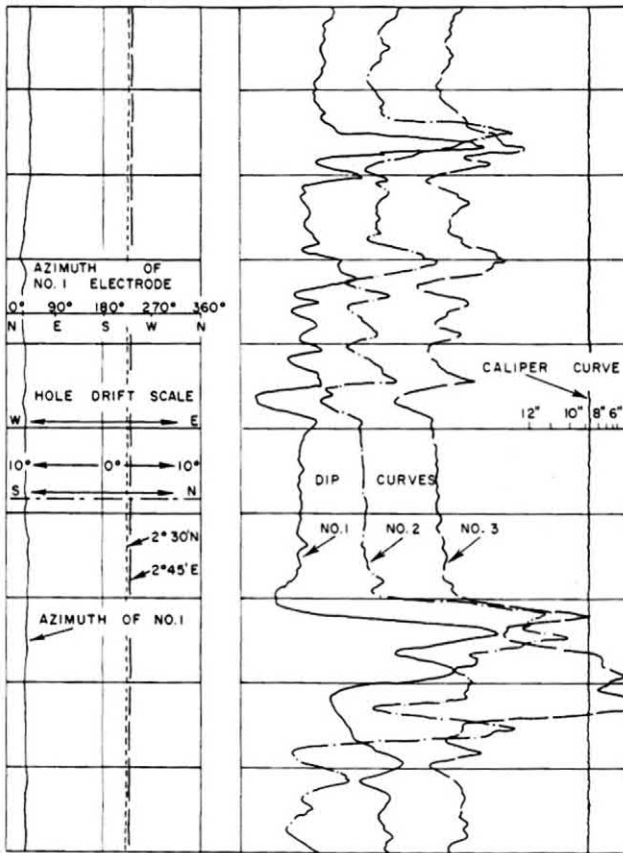 AZIMUTH OF
NO. 1 ELECTRODE
0° 90° 180° 270° 360°
N E S W N
CALIPER CURVE
HOLE DRIFT SCALE
12" 10" 8" 6"
W E
10° 0° 10°
DIP CURVES
S N
NO.1 NO. 2 NO. 3
2° 30'N
2° 45'E
AZIMUTH OF NO.1